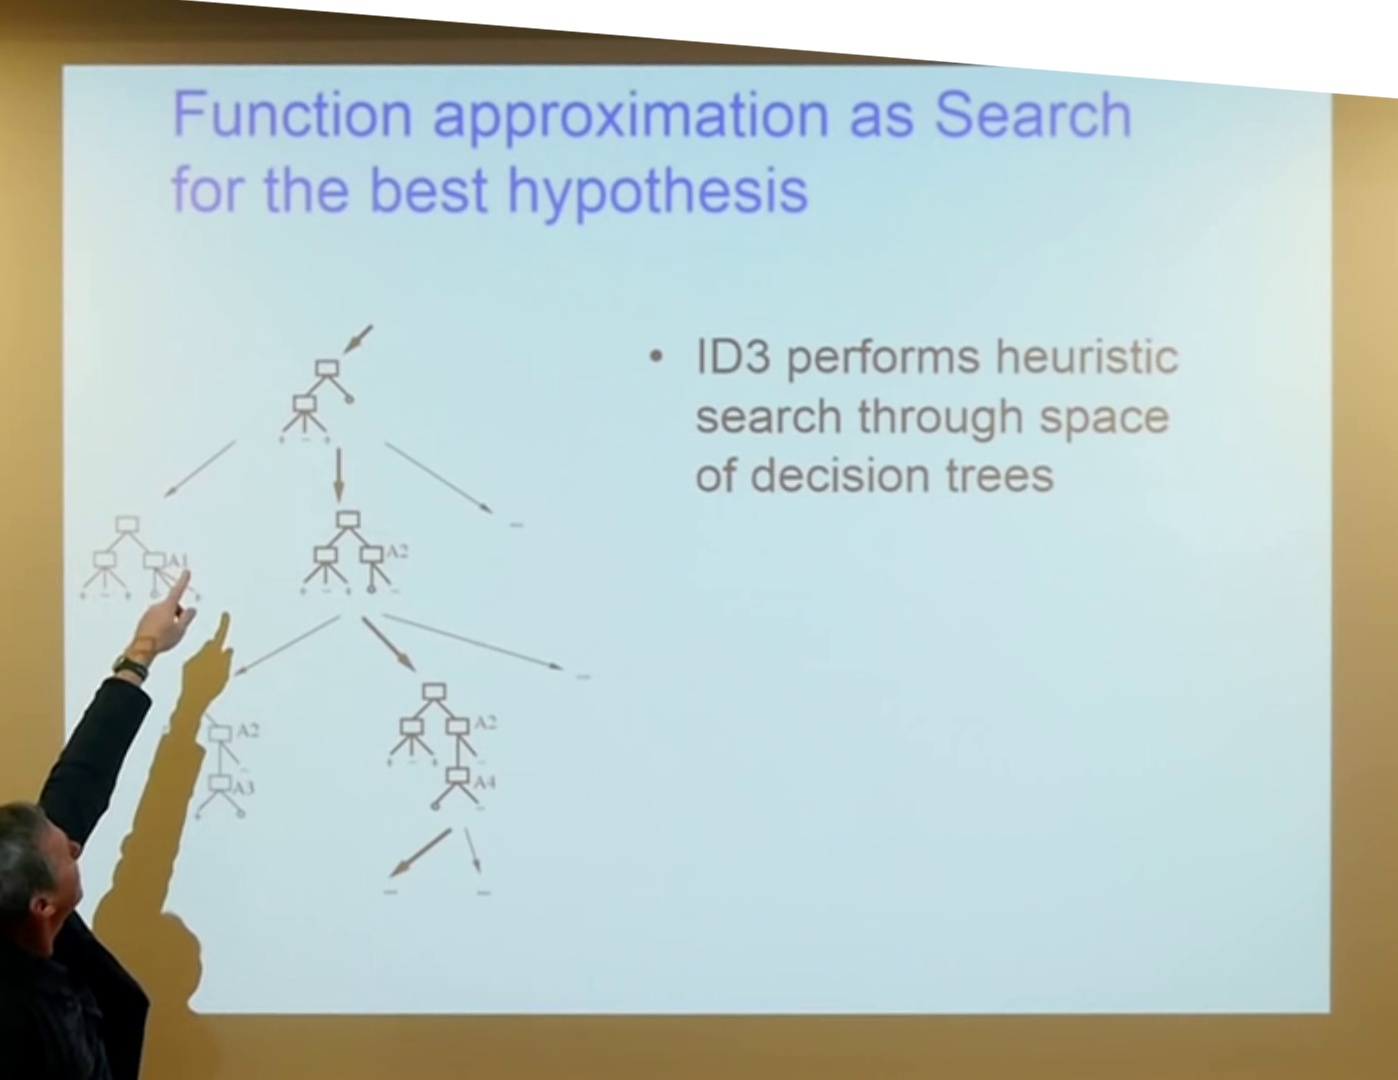 Function approximation as Search
for the best hypothesis
• ID3 performs heuristic
search through space
of decision trees
A1
A2
A2
A3
A2
A4